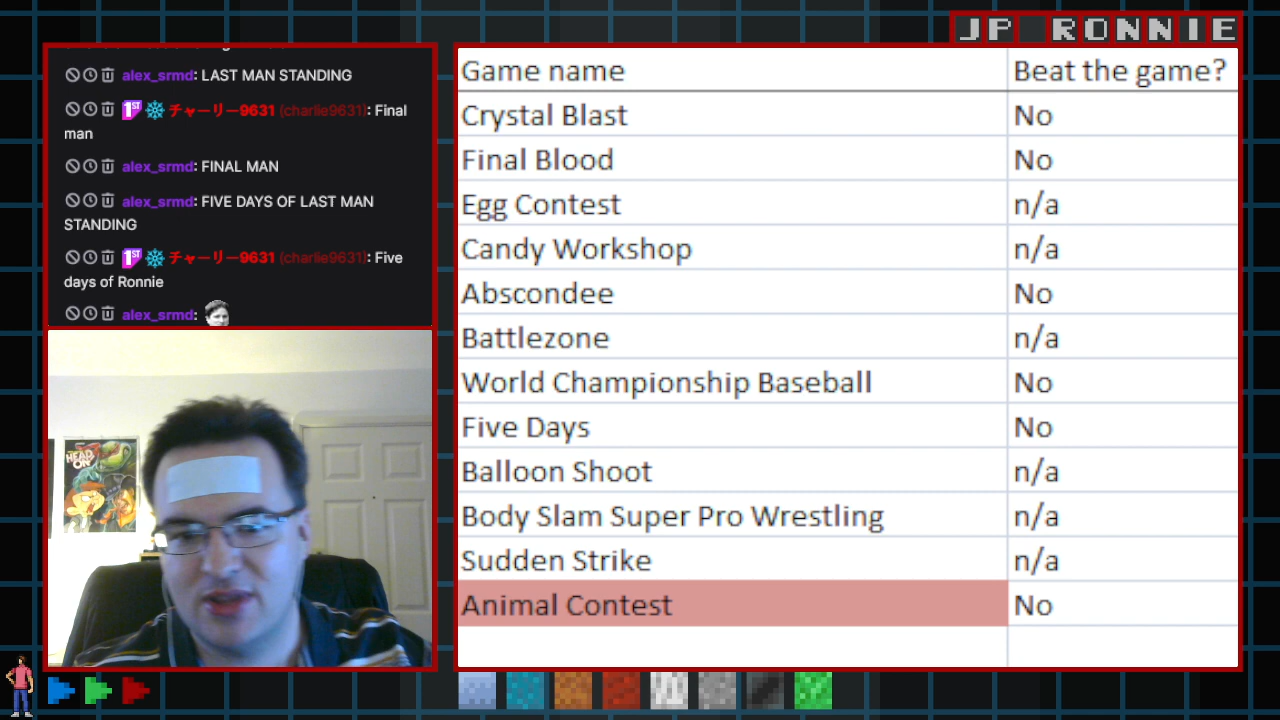 JP RONNIE
alex_srmd: LAST MAN STANDING
1ST チャーリー9631 (charlie9631): Final
man
alex_srmd: FINAL MAN
alex_srmd: FIVE DAYS OF LAST MAN
STANDING
1ST チャーリー9631 (charlie9631): Five
days of Ronnie
alex_srmd:
HEAD
ON
Game name Beat the game?
Crystal Blast No
Final Blood No
Egg Contest n/a
Candy Workshop n/a
Abscondee No
Battlezone n/a
World Championship Baseball No
Five Days No
Balloon Shoot n/a
Body Slam Super Pro Wrestling n/a
Sudden Strike n/a
Animal Contest No